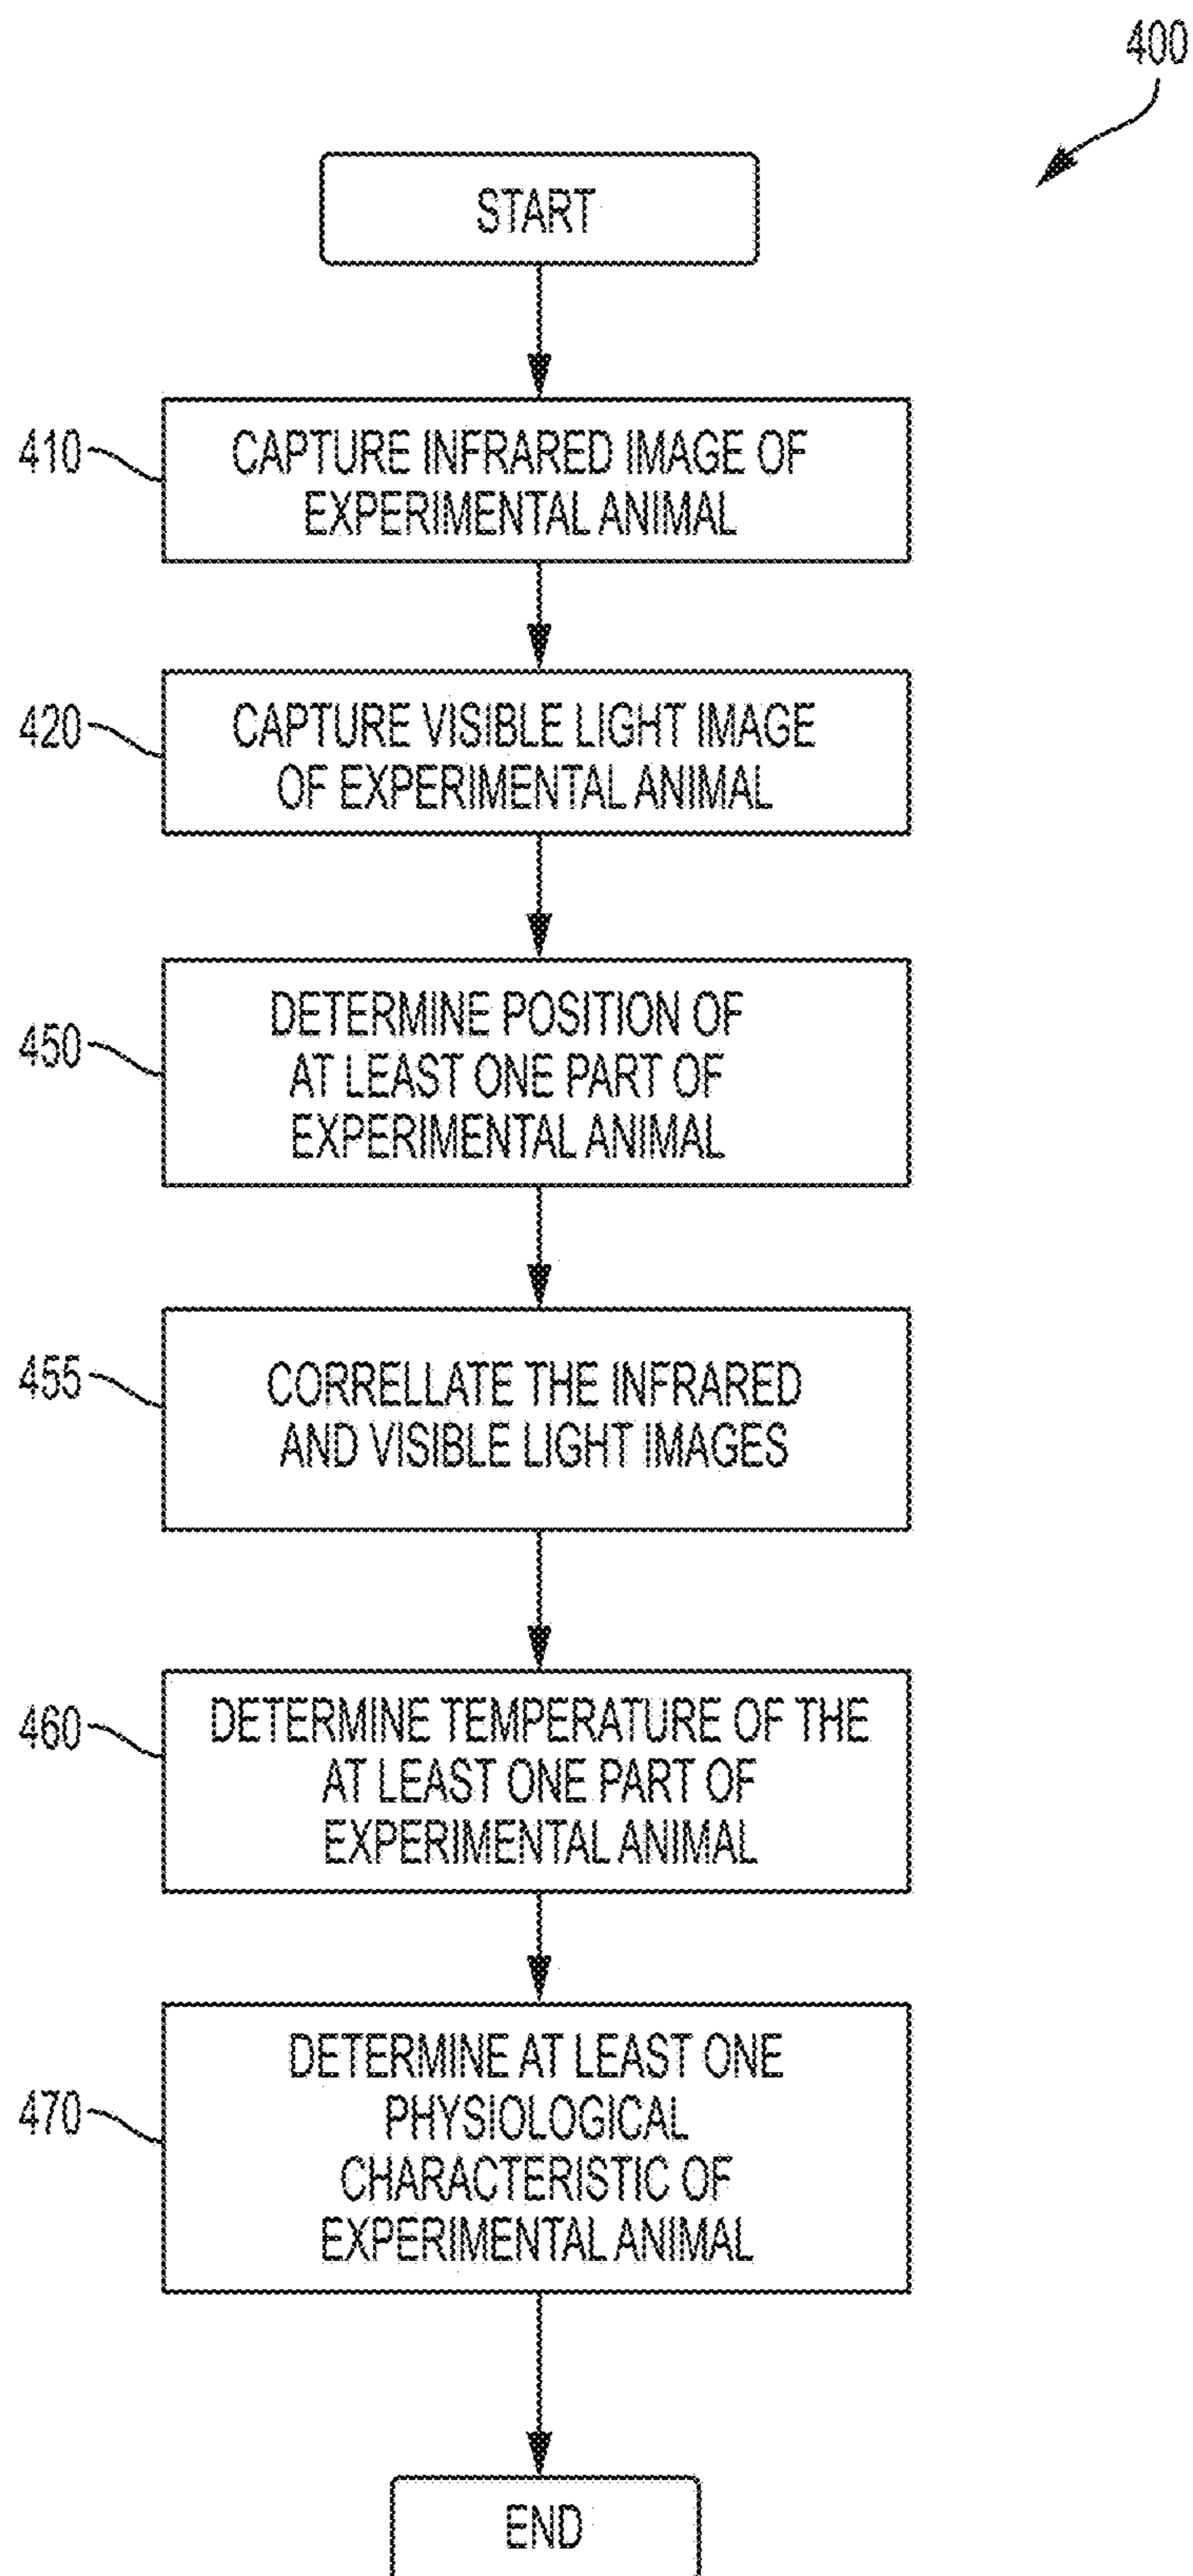 400
START
410
CAPTURE INFRARED IMAGE OF
EXPERIMENTAL ANIMAL
420
CAPTURE VISIBLE LIGHT IMAGE
OF EXPERIMENTAL ANIMAL
450
DETERMINE POSITION OF
AT LEAST ONE PART OF
EXPERIMENTAL ANIMAL
455
CORRELLATE THE INFRARED
AND VISIBLE LIGHT IMAGES
460
DETERMINE TEMPERATURE OF THE
AT LEAST ONE PART OF
EXPERIMENTAL ANIMAL
470
DETERMINE AT LEAST ONE
PHYSIOLOGICAL
CHARACTERISTIC OF
EXPERIMENTAL ANIMAL
END